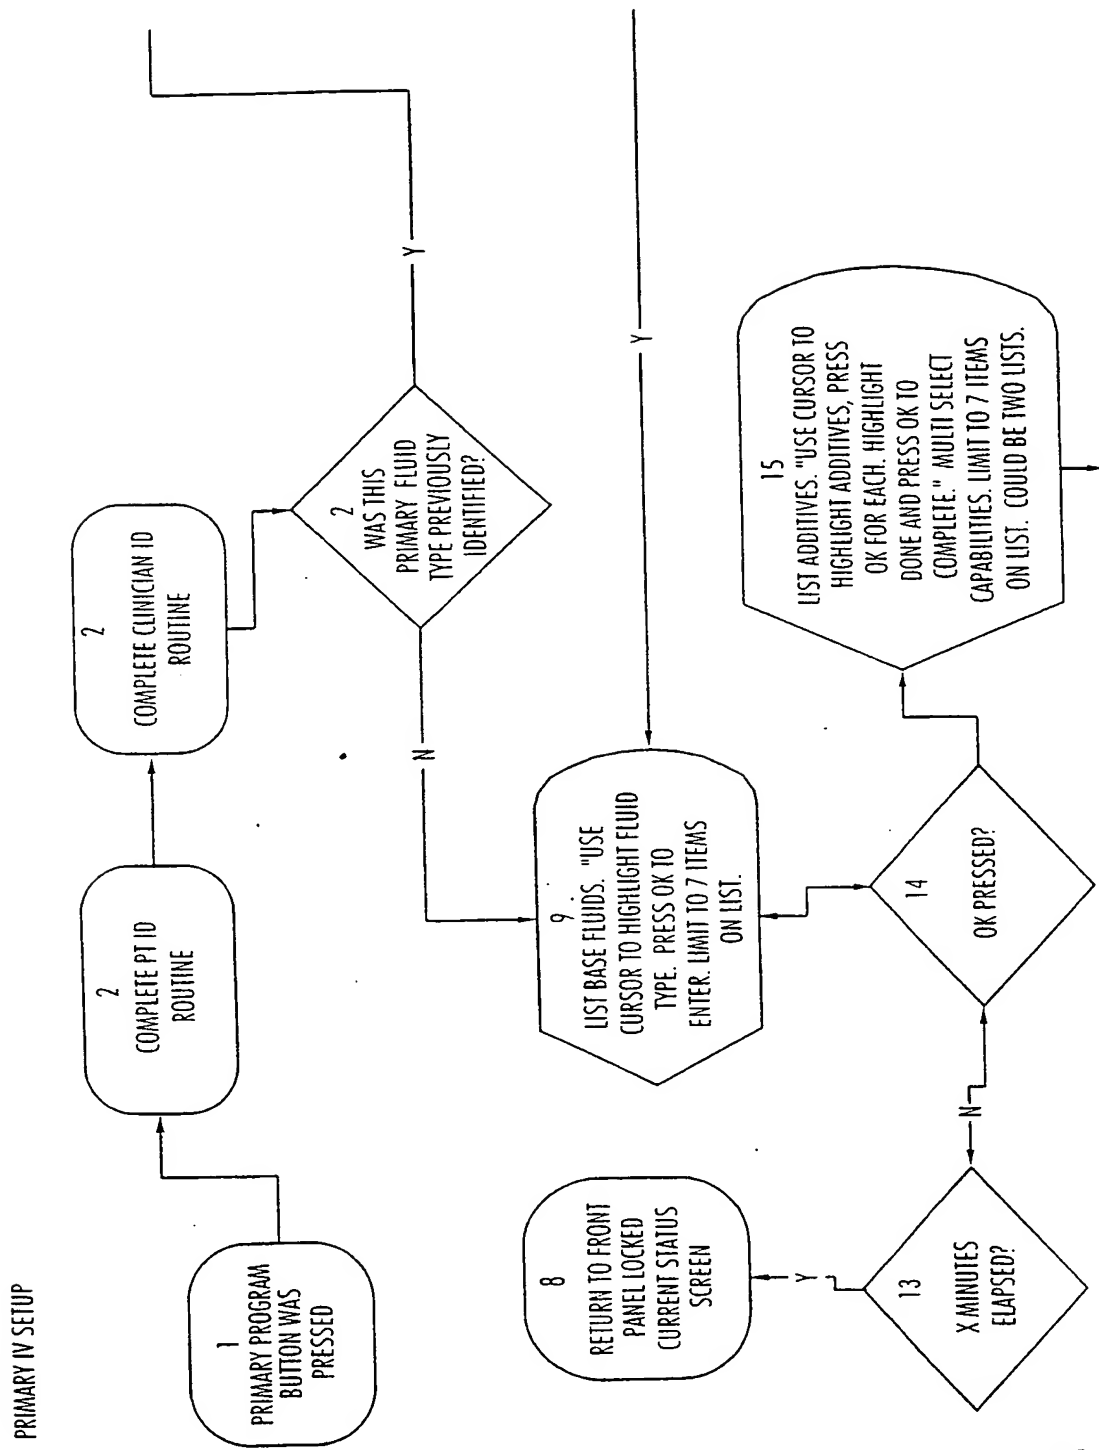 PRIMARY IV SETUP
1
PRIMARY PROGRAM
BUTTON WAS
PRESSED
2
COMPLETE PT ID
ROUTINE
2
COMPLETE CLINICIAN ID
ROUTINE
2
WAS THIS
PRIMARY FLUID
TYPE PREVIOUSLY
IDENTIFIED?
Y
N
Y
9
LIST BASE FLUIDS. "USE
CURSOR TO HIGHLIGHT FLUID
TYPE. PRESS OK TO
ENTER. LIMIT TO 7 ITEMS
ON LIST.
8
RETURN TO FRONT
PANEL LOCKED
CURRENT STATUS
SCREEN
Y
13
X MINUTES
ELAPSED?
N
14
OK PRESSED?
15
LIST ADDITIVES. "USE CURSOR TO
HIGHLIGHT ADDITIVES, PRESS
OK FOR EACH. HIGHLIGHT
DONE AND PRESS OK TO
COMPLETE." MULTI SELECT
CAPABILITIES. LIMIT TO 7 ITEMS
ON LIST. COULD BE TWO LISTS.